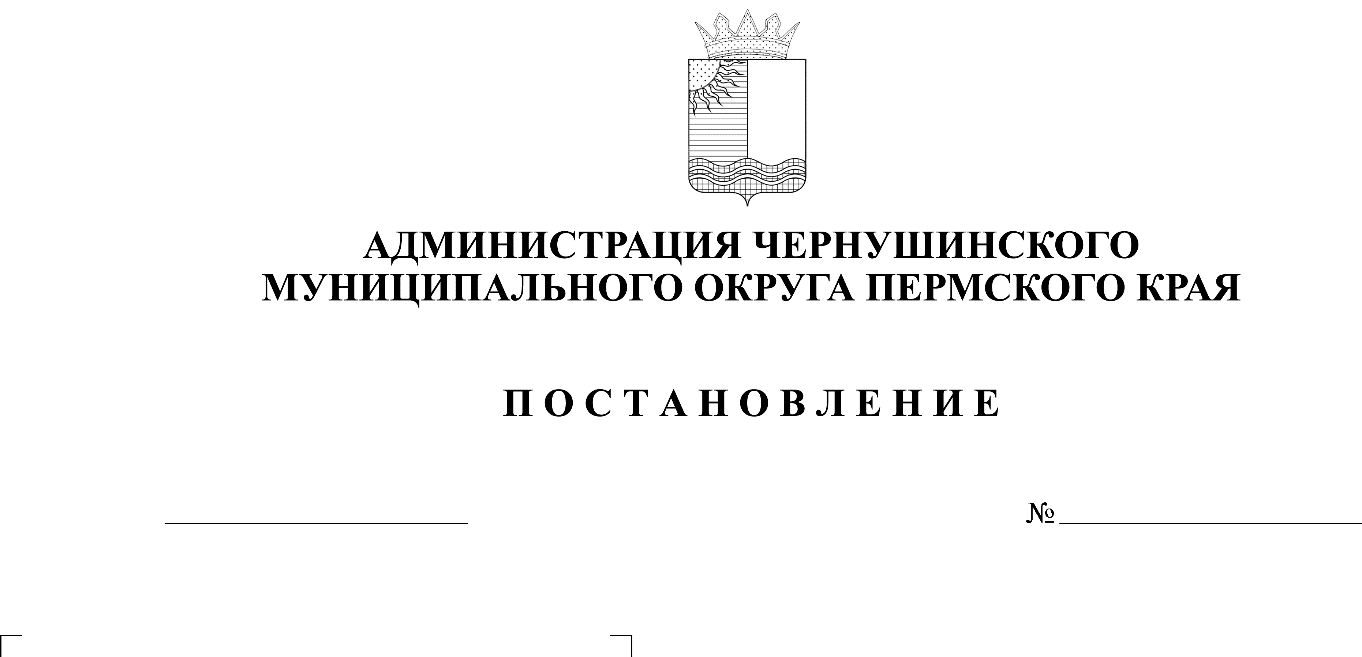 АДМИНИСТРАЦИЯ ЧЕРНУШИНСКОГО
МУНИЦИПАЛЬНОГО ОКРУГА ПЕРМСКОГО КРАЯ
П О С Т А Н О В Л Е Н И Е
№